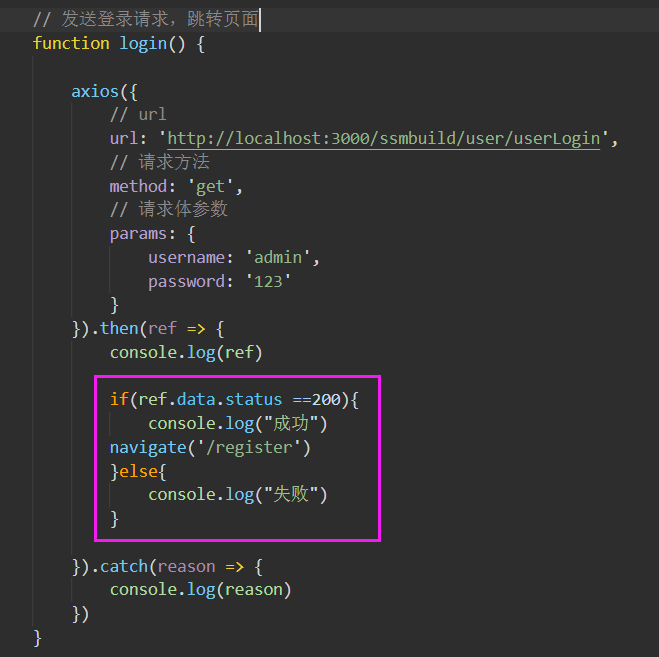 // 发送登录请求，跳转页面
function login() {
axios({
// url
url: 'http://localhost:3000/ssmbuild/user/userLogin',
// 请求方法
method: 'get',
// 请求体参数
params: {
username: 'admin',
password: '123'
}
}).then(ref => {
console.log(ref)
if(ref.data.status ==200){
console.log("成功")
navigate('/register')
}else{
console.log("失败")
}
}).catch(reason => {
console.log(reason)
})
}